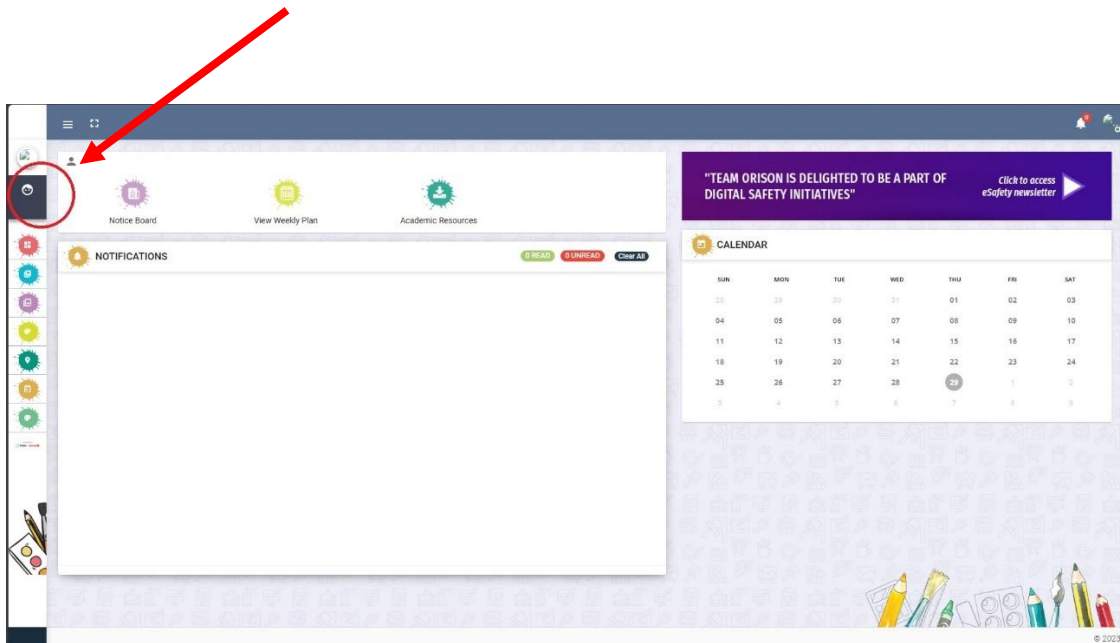 0
"TEAM ORISON IS DELIGHTED TO BE A PART OF
DIGITAL SAFETY INITIATIVES"
Click to access
eSafety newsletter
Notice Board
View Weekly Plan
Academic Resources
NOTIFICATIONS
0 READ
0 UNREAD
Clear All
CALENDAR
SUN MON TUE WED THU FRI SAT
28 29 30 31 01 02 03
04 05 06 07 08 09 10
11 12 13 14 15 16 17
18 19 20 21 22 23 24
25 26 27 28 29 1 2
3 4 5 6 7 8 9